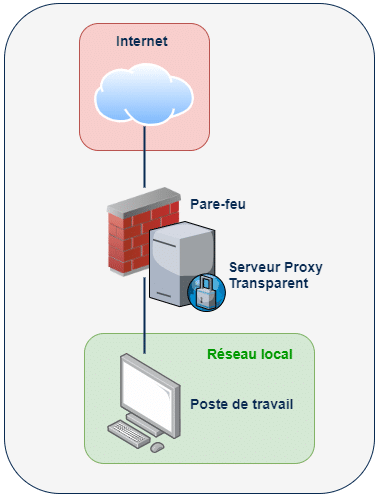 Internet
Pare-feu
Serveur Proxy
Transparent
Réseau local
Poste de travail